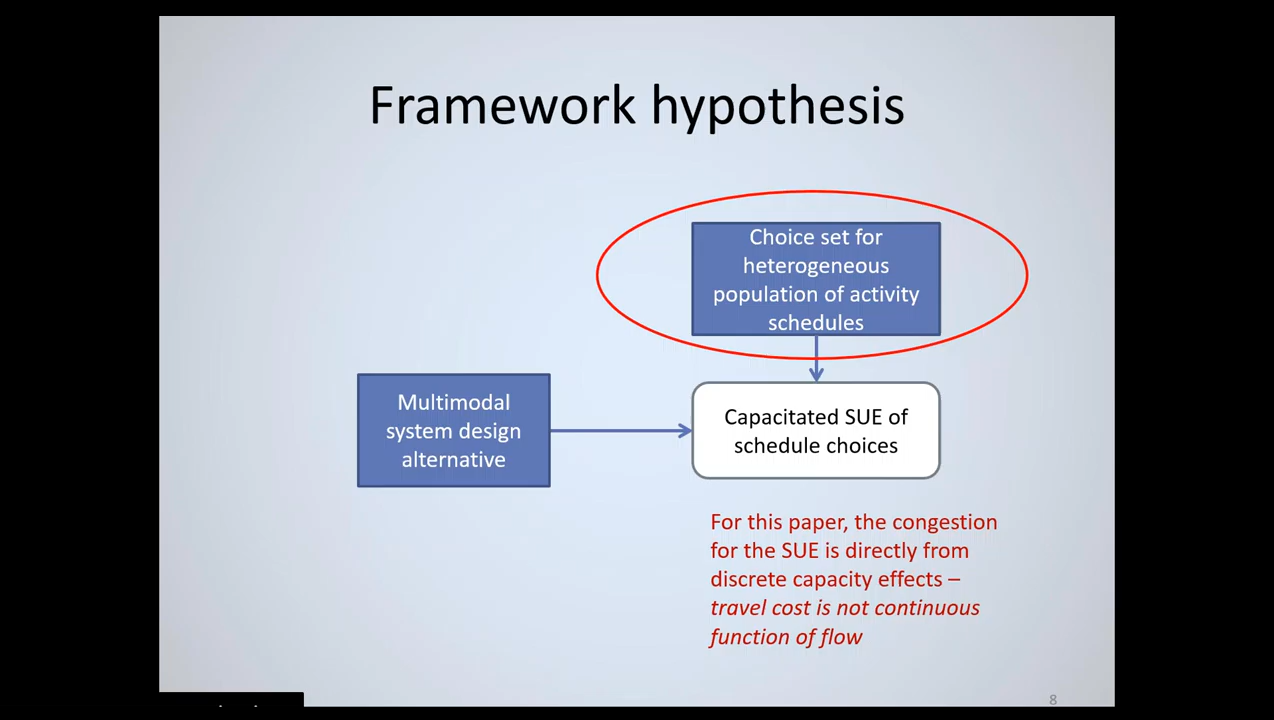 Framework hypothesis
Choice set for
heterogeneous
population of activity
schedules
Multimodal
system design
alternative
Capacitated SUE of
schedule choices
For this paper, the congestion
for the SUE is directly from
discrete capacity effects –
travel cost is not continuous
function of flow
8